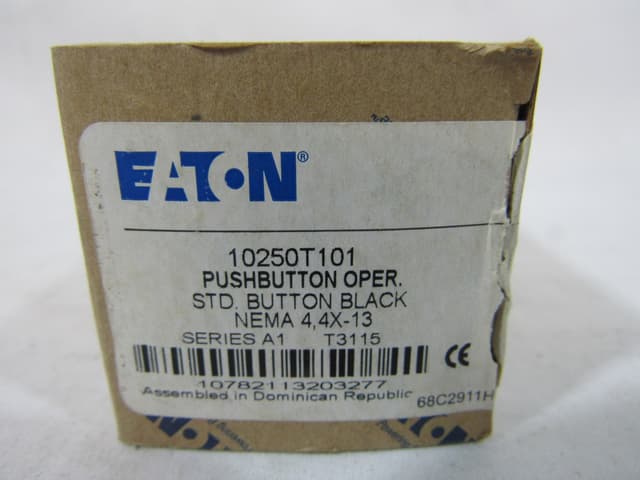 EATON®
10250T101
PUSHBUTTON OPER.
STD. BUTTON BLACK
NEMA 4,4X-13
SERIES A1 T3115
CE
10782113203277
Assembled in Dominican Republic
68C2911H